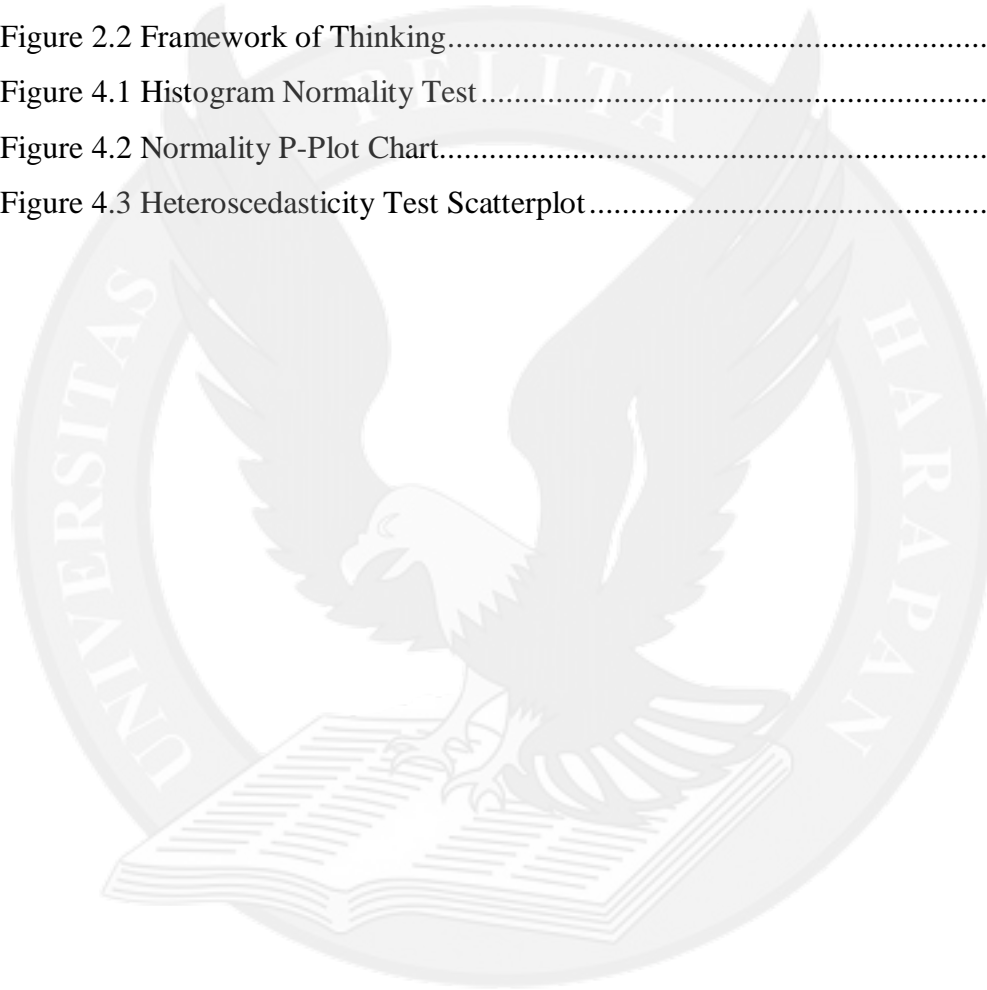 Figure 2.2 Framework of Thinking......................................................................
Figure 4.1 Histogram Normality Test..................................................................
Figure 4.2 Normality P-Plot Chart.......................................................................
Figure 4.3 Heteroscedasticity Test Scatterplot....................................................
UNIVERSITAS PELITA HARAPAN